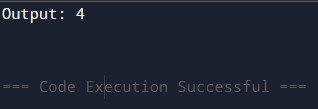 Output: 4
=== Code Execution Successful ===